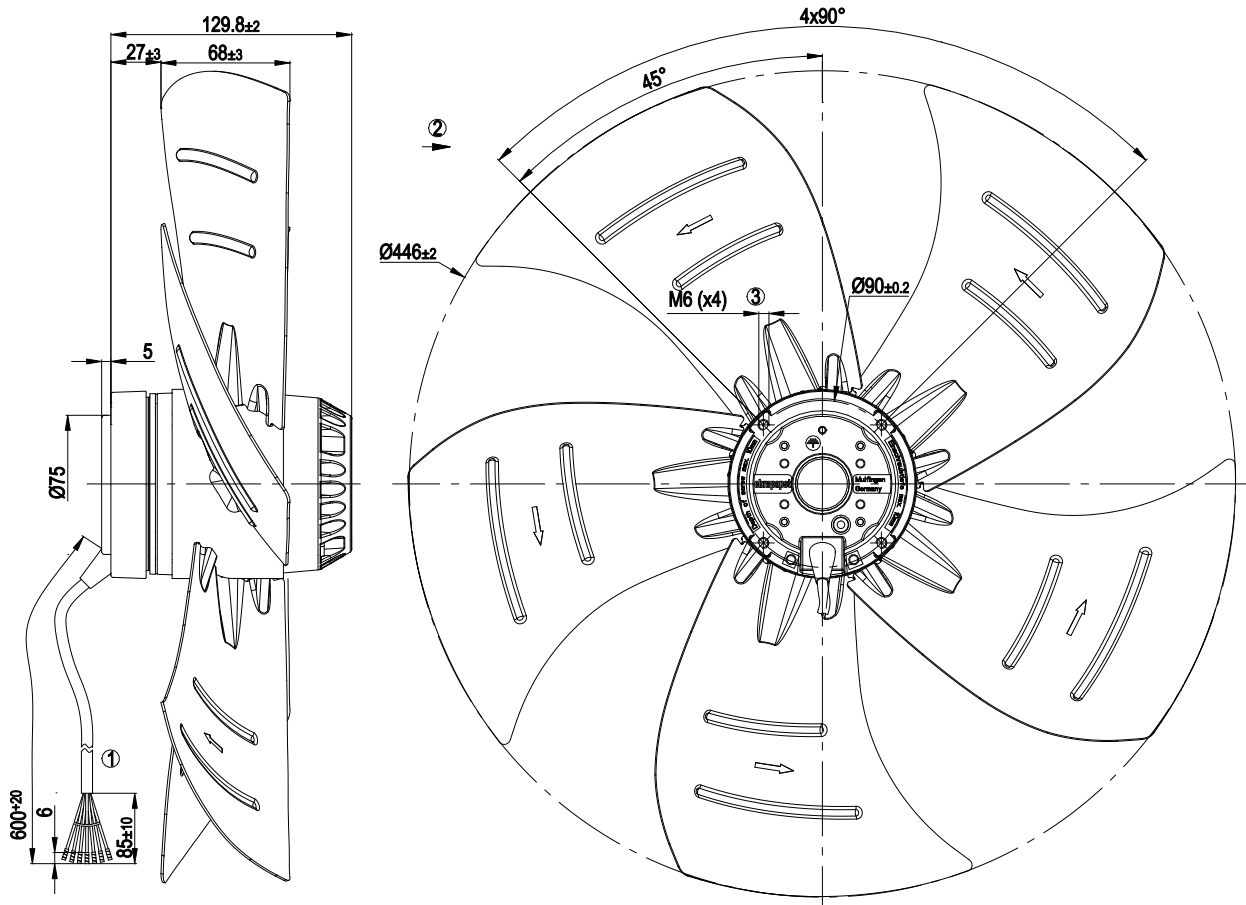 129.8±2
27±3
68±3
4x90°
45°
②
Ø446±2
M6 (x4)
③
Ø90±0.2
5
Ø75
ebmpapst
Mulfingen
Germany
①
600+20
6
85±10